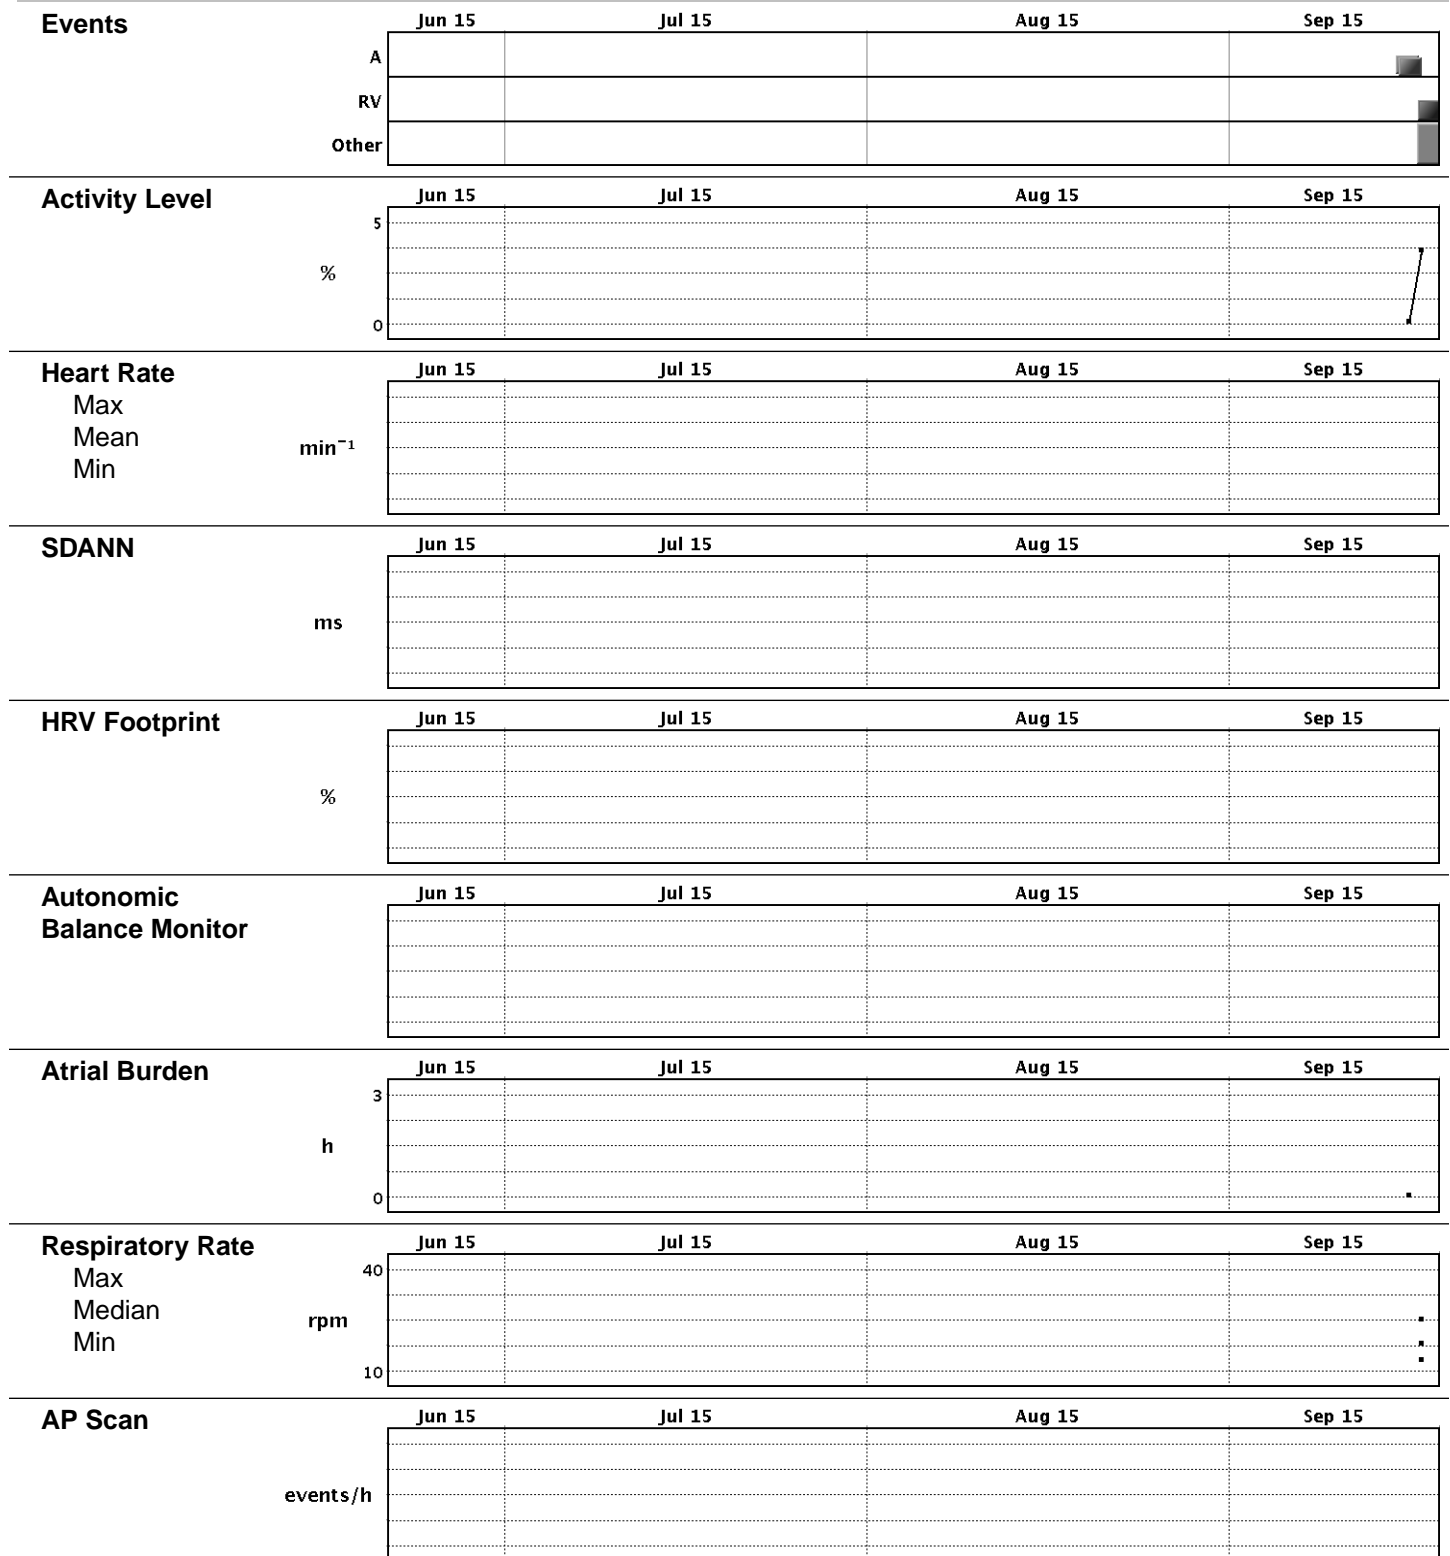 Events
Jun 15 Jul 15 Aug 15 Sep 15
A
RV
Other
Activity Level
Jun 15 Jul 15 Aug 15 Sep 15
5
%
0
Heart Rate
Jun 15 Jul 15 Aug 15 Sep 15
Max
Mean
min⁻¹
Min
SDANN
Jun 15 Jul 15 Aug 15 Sep 15
ms
HRV Footprint
Jun 15 Jul 15 Aug 15 Sep 15
%
Autonomic
Balance Monitor
Jun 15 Jul 15 Aug 15 Sep 15
Atrial Burden
Jun 15 Jul 15 Aug 15 Sep 15
3
h
0
Respiratory Rate
Jun 15 Jul 15 Aug 15 Sep 15
Max
40
Median
rpm
Min
10
AP Scan
Jun 15 Jul 15 Aug 15 Sep 15
events/h